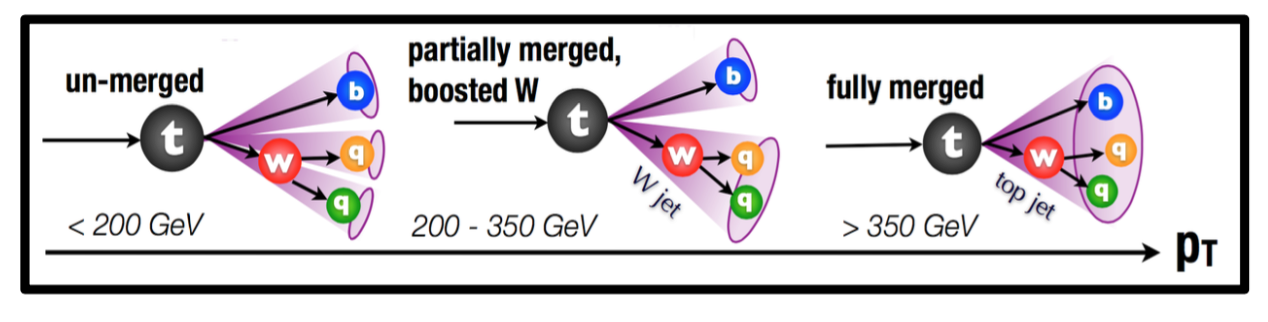 un-merged
t
b
W
q
q
< 200 GeV
partially merged,
boosted W
t
b
W
q
q
W jet
200 - 350 GeV
fully merged
t
b
W
q
q
top jet
> 350 GeV
pT